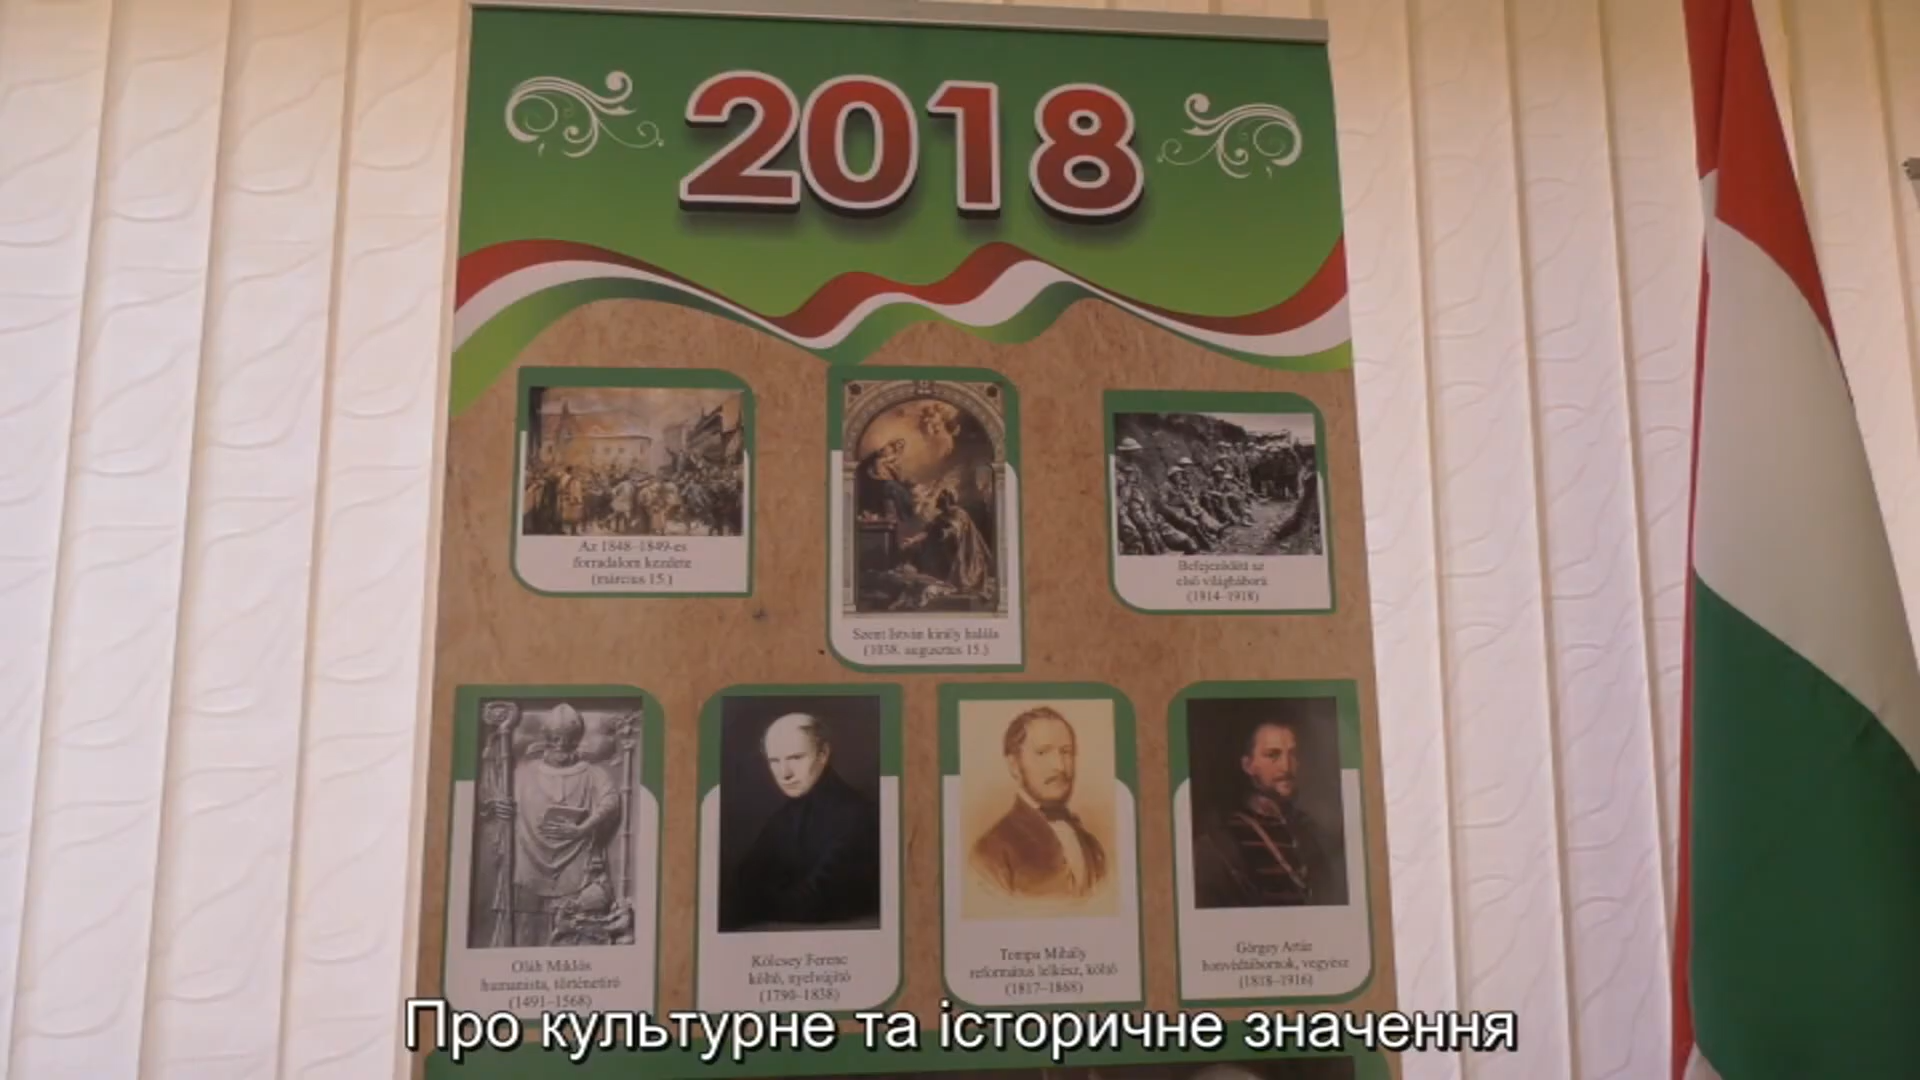 2018
Az 1848–1849-es
forradalom kezdete
(március 15.)
Szent István király halála
(1038. augusztus 15.)
Befejeződött az
első világháború
(1914–1918)
Oláh Miklós
humanista, történetíró
(1491–1568)
Kölcsey Ferenc
költő, nyelvújító
(1790–1838)
Tompa Mihály
református lelkész, költő
(1817–1868)
Görgey Artúr
honvédtábornok, vegyész
(1818–1916)
Про культурне та історичне значення